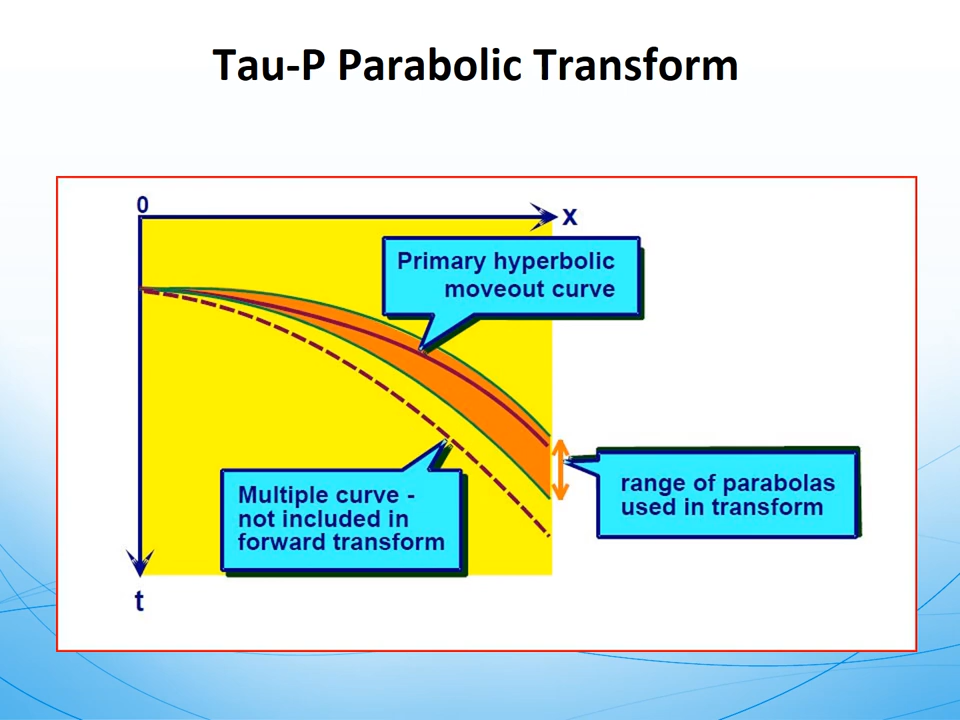 Tau-P Parabolic Transform
0
x
Primary hyperbolic
moveout curve
Multiple curve -
not included in
forward transform
range of parabolas
used in transform
t